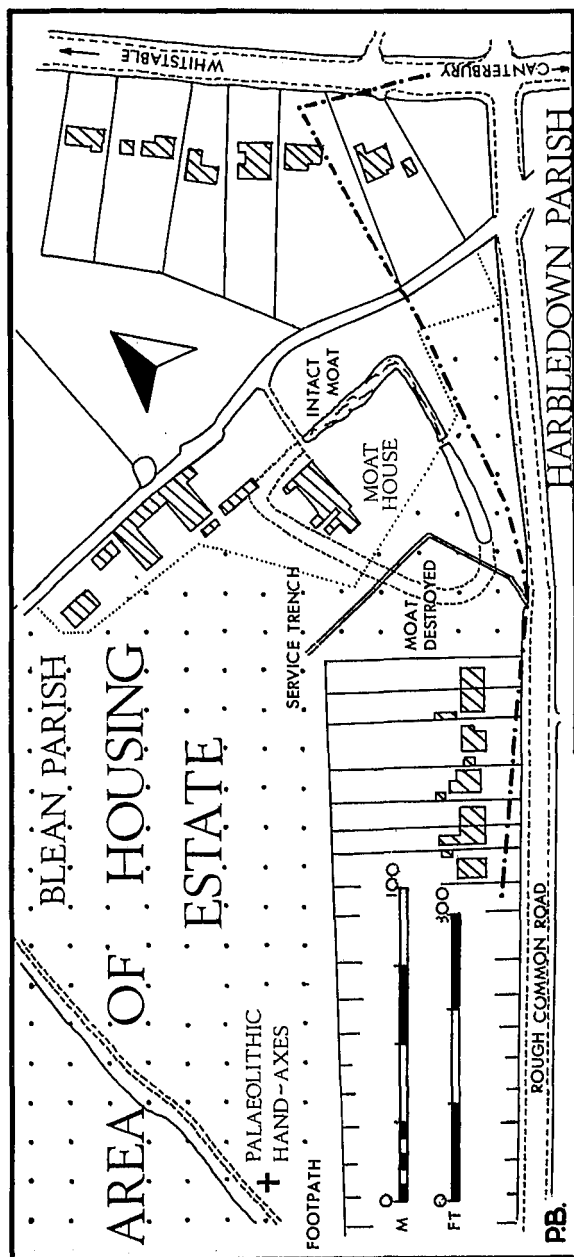 WHITSTABLE
CANTERBURY
BLEAN PARISH
AREA OF HOUSING
ESTATE
INTACT
MOAT
MOAT
HOUSE
SERVICE TRENCH
MOAT
DESTROYED
HARBLEDOWN PARISH
PALAEOLITHIC
HAND-AXES
FOOTPATH
0 100
M
0 300
FT
ROUGH COMMON ROAD
P.B.